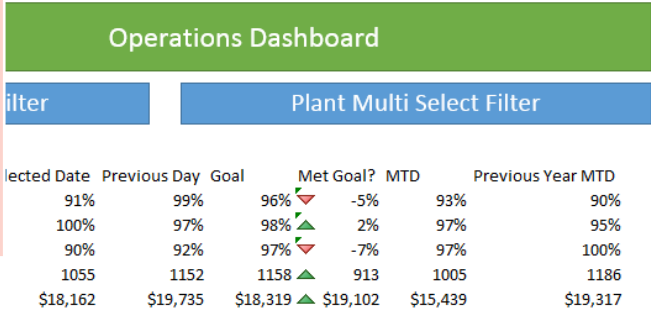 Operations Dashboard
ilter Plant Multi Select Filter
lected Date Previous Day Goal Met Goal? MTD Previous Year MTD
91% 99% 96% -5% 93% 90%
100% 97% 98% 2% 97% 95%
90% 92% 97% -7% 97% 100%
1055 1152 1158 913 1005 1186
$18,162 $19,735 $18,319 $19,102 $15,439 $19,317